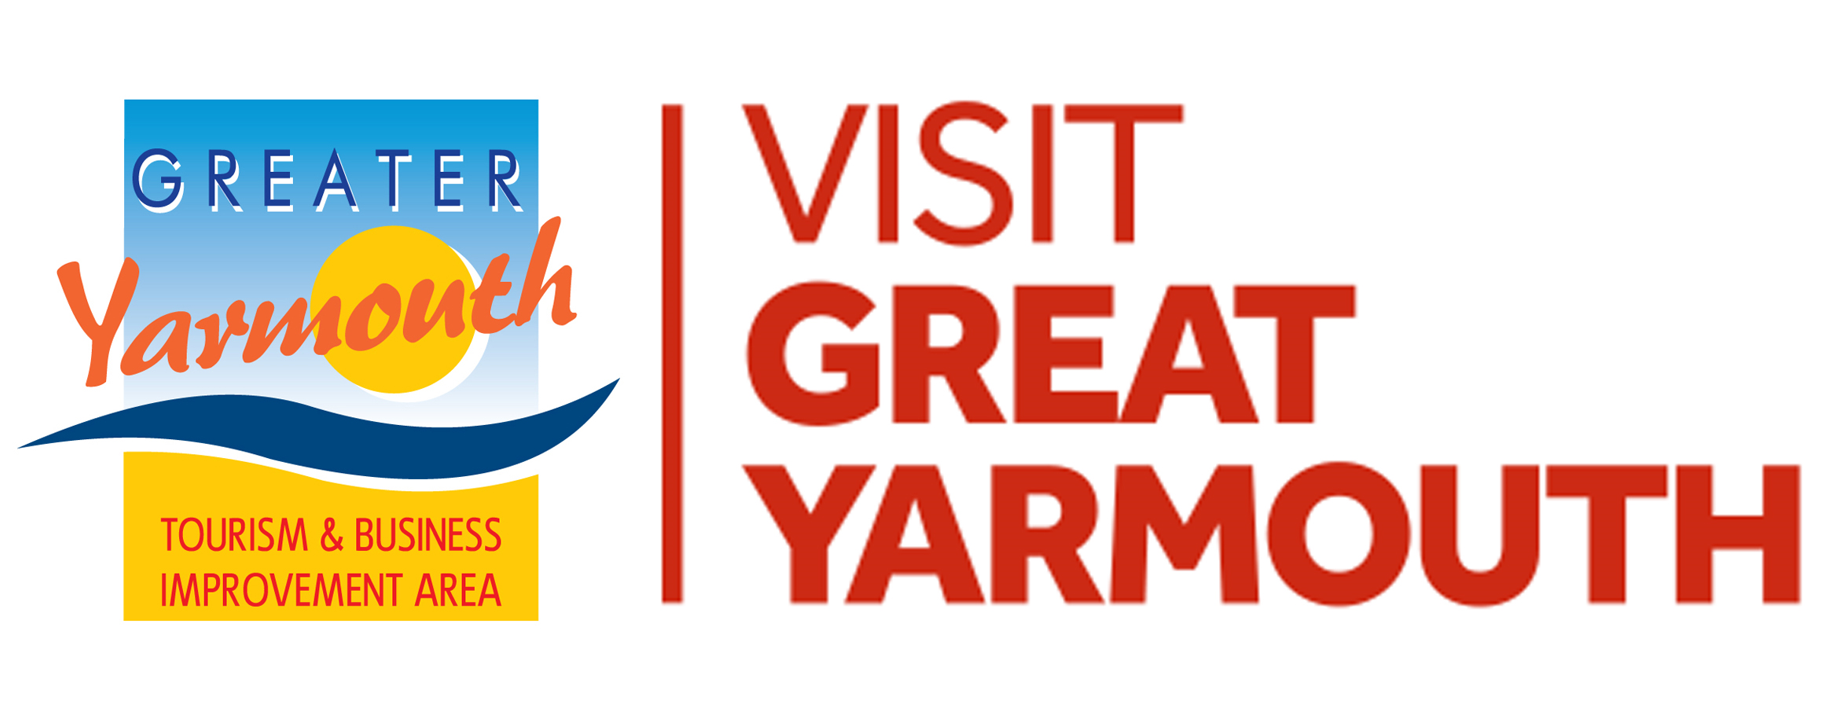 GREATER
Yarmouth
TOURISM & BUSINESS
IMPROVEMENT AREA
VISIT
GREAT
YARMOUTH